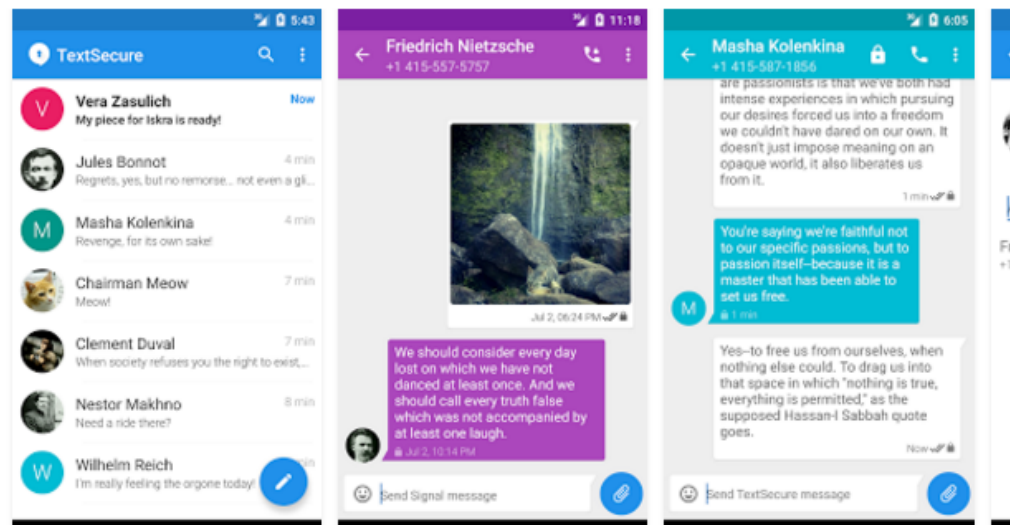 5:43
TextSecure
V
Vera Zasulich
Now
My piece for Iskra is ready!
Jules Bonnot
4 min
Regrets, yes, but no remorse... not even a gli...
M
Masha Kolenkina
4 min
Revenge, for its own sake!
Chairman Meow
7 min
Meow!
Clement Duval
7 min
When society refuses you the right to exist,...
Nestor Makhno
8 min
Need a ride there?
W
Wilhelm Reich
I'm really feeling the orgone today!
11:18
Friedrich Nietzsche
+1 415-557-5757
Jul 2, 06:24 PM
We should consider every day
lost on which we have not
danced at least once. And we
should call every truth false
which was not accompanied by
at least one laugh.
Jul 2, 10:14 PM
Send Signal message
6:05
Masha Kolenkina
+1 415-587-1856
are passionists is that we've both had
intense experiences in which pursuing
our desires forced us into a freedom
we couldn't have dared on our own. It
doesn't just impose meaning on an
opaque world, it also liberates us
from it.
1 min
You're saying we're faithful not
to our specific passions, but to
passion itself–because it is a
master that has been able to
set us free.
M
1 min
Yes–to free us from ourselves, when
nothing else could. To drag us into
that space in which "nothing is true,
everything is permitted," as the
supposed Hassan-I Sabbah quote
goes.
Now
Send TextSecure message